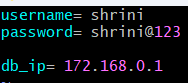 username= shrini
password= shrini@123
db_ip= 172.168.0.1